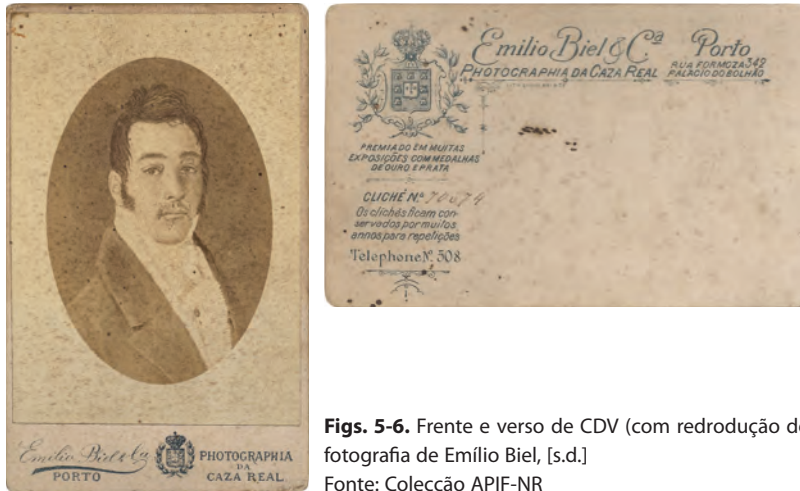 Emilio Biel & Ca
PORTO
PHOTOGRAPHIA
DA
CAZA REAL
Emilio Biel & Cª
PHOTOGRAPHIA DA CAZA REAL
Porto
RUA FORMOZA 342
PALACIO DO BOLHÃO
PREMIADO EM MUITAS
EXPOSIÇÕES COM MEDALHAS
DE OURO E PRATA
CLICHÉ N.º
Os clichés ficam con-
servados por muitos
annos para repetições
Telephone N.º 508
Figs. 5-6. Frente e verso de CDV (com redrodução de
fotografia de Emílio Biel, [s.d.]
Fonte: Colecção APIF-NR